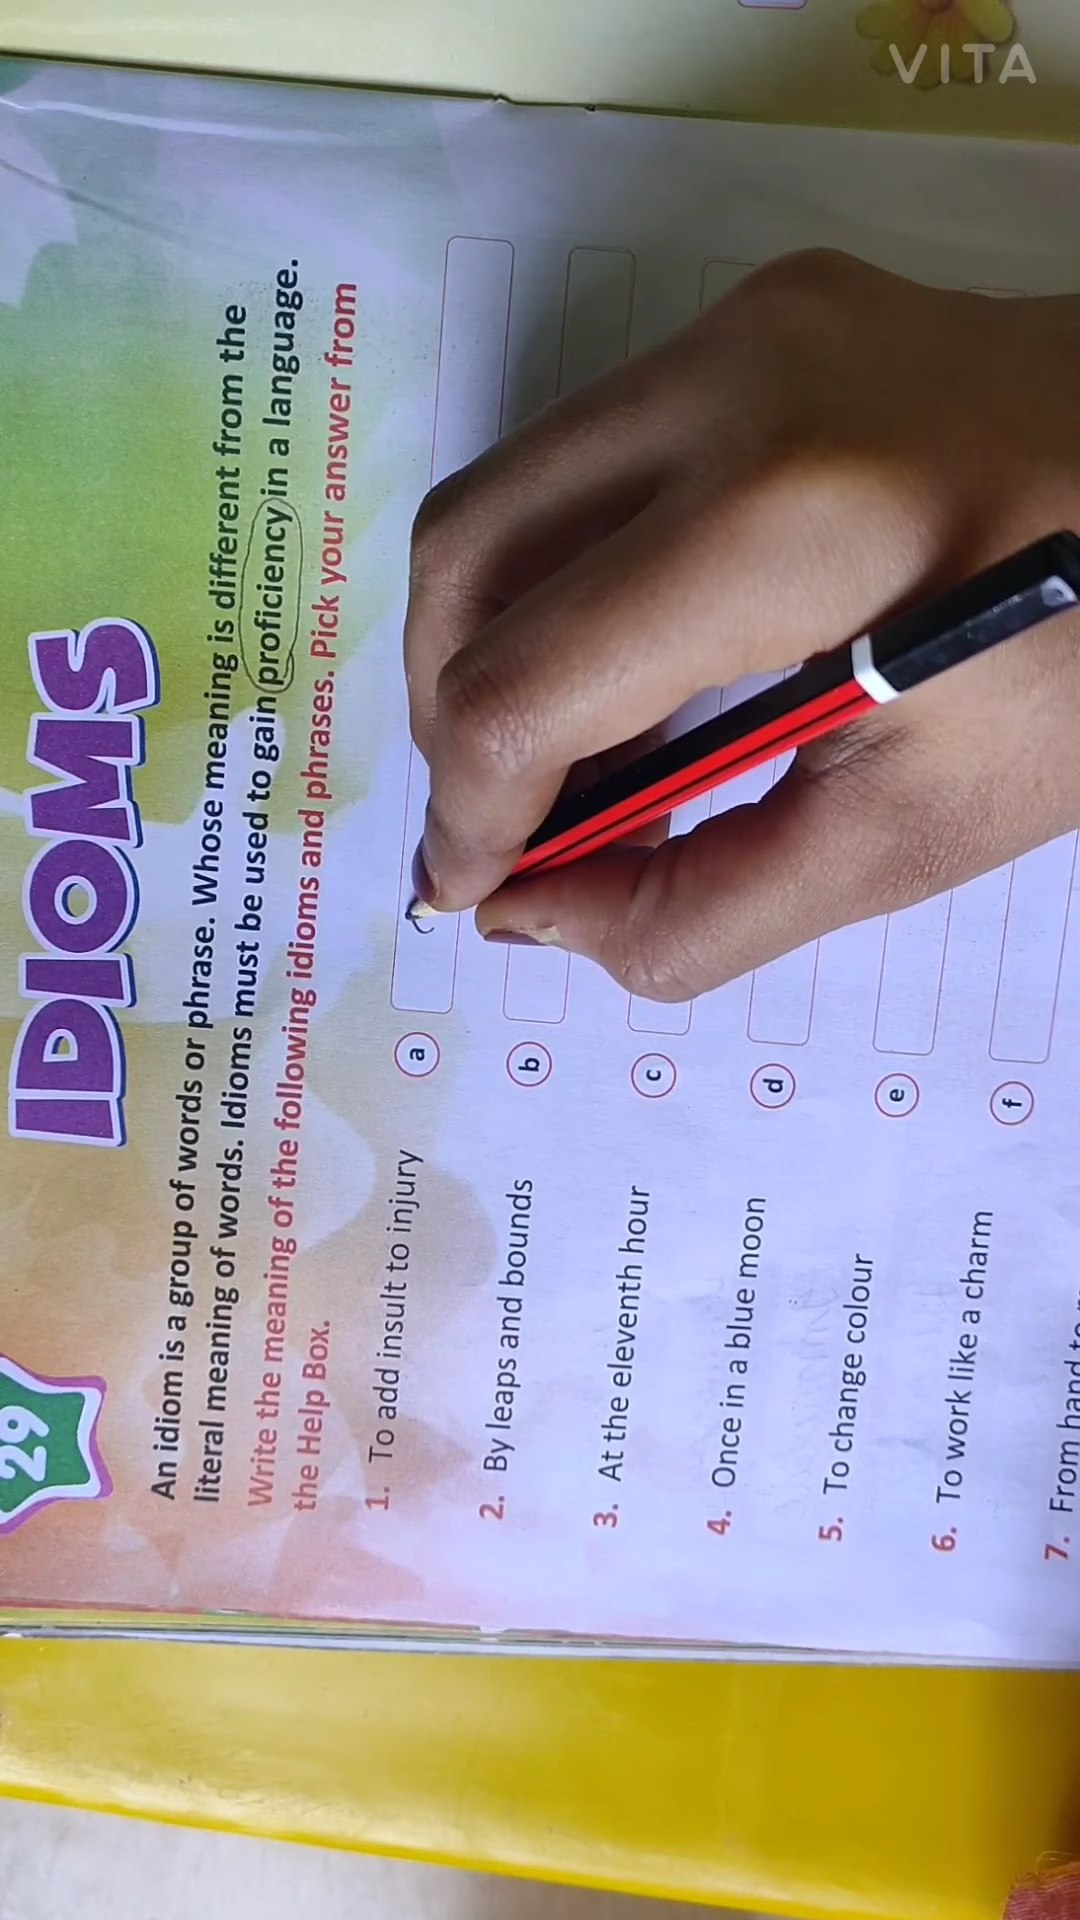 29
IDIOMS
An idiom is a group of words or phrase. Whose meaning is different from the
literal meaning of words. Idioms must be used to gain proficiency in a language.
Write the meaning of the following idioms and phrases. Pick your answer from
the Help Box.
1. To add insult to injury a
2. By leaps and bounds b
3. At the eleventh hour c
4. Once in a blue moon d
5. To change colour e
6. To work like a charm f
7. From hand
VITA